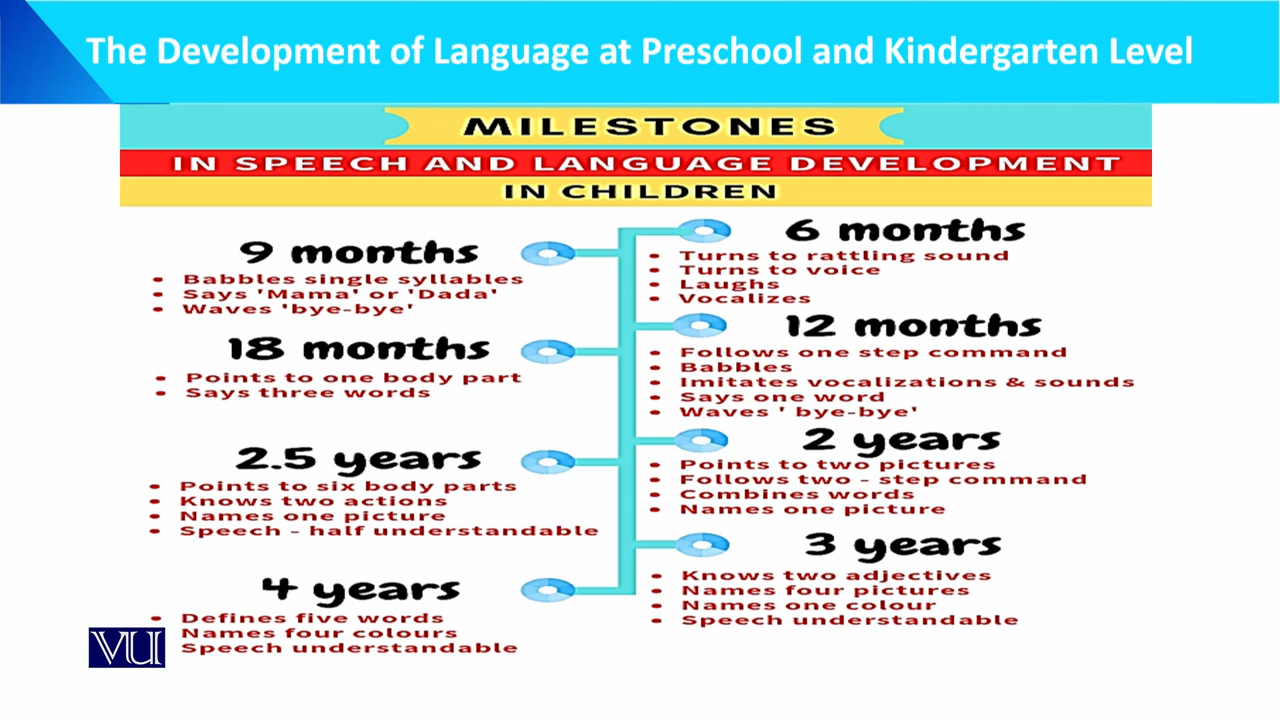 The Development of Language at Preschool and Kindergarten Level
MILESTONES
IN SPEECH AND LANGUAGE DEVELOPMENT
IN CHILDREN
6 months
• Turns to rattling sound
• Turns to voice
• Laughs
• Vocalizes
9 months
• Babbles single syllables
• Says 'Mama' or 'Dada'
• Waves 'bye-bye'
12 months
• Follows one step command
• Babbles
• Imitates vocalizations & sounds
• Says one word
• Waves ' bye-bye'
18 months
• Points to one body part
• Says three words
2 years
• Points to two pictures
• Follows two - step command
• Combines words
• Names one picture
2.5 years
• Points to six body parts
• Knows two actions
• Names one picture
• Speech - half understandable
3 years
• Knows two adjectives
• Names four pictures
• Names one colour
• Speech understandable
4 years
• Defines five words
Names four colours
Speech understandable
VU